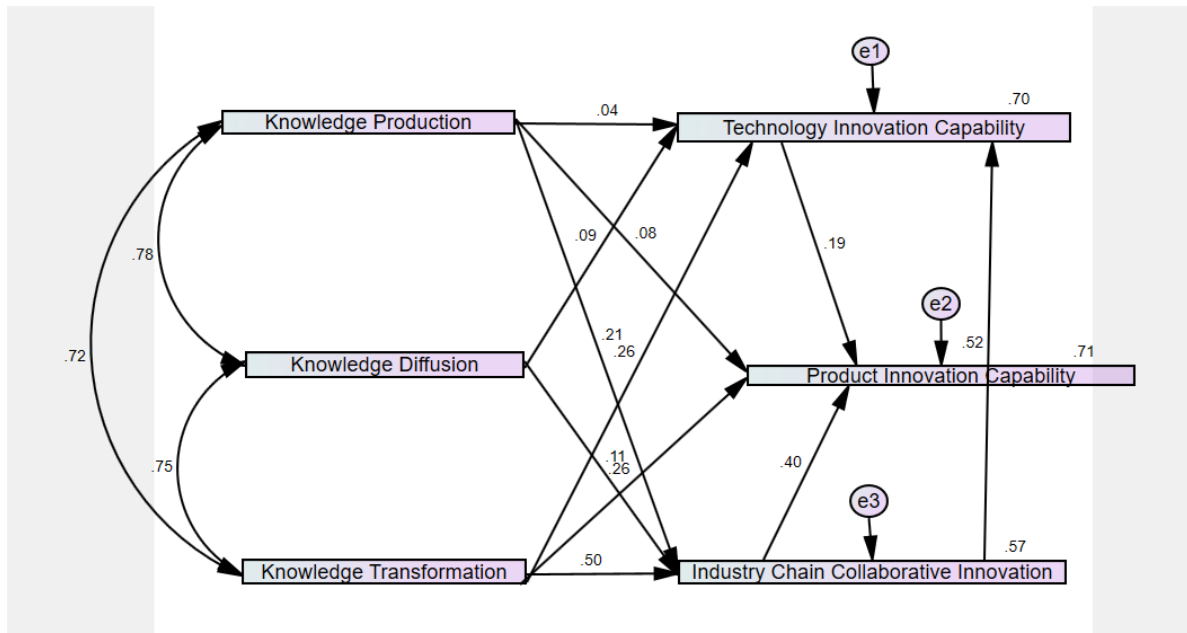 e1
.70
Knowledge Production
.04
Technology Innovation Capability
.78
.09
.08
.19
e2
.72
.21
.26
.52
.71
Knowledge Diffusion
Product Innovation Capability
.75
.11
.26
.40
e3
.57
Knowledge Transformation
.50
Industry Chain Collaborative Innovation